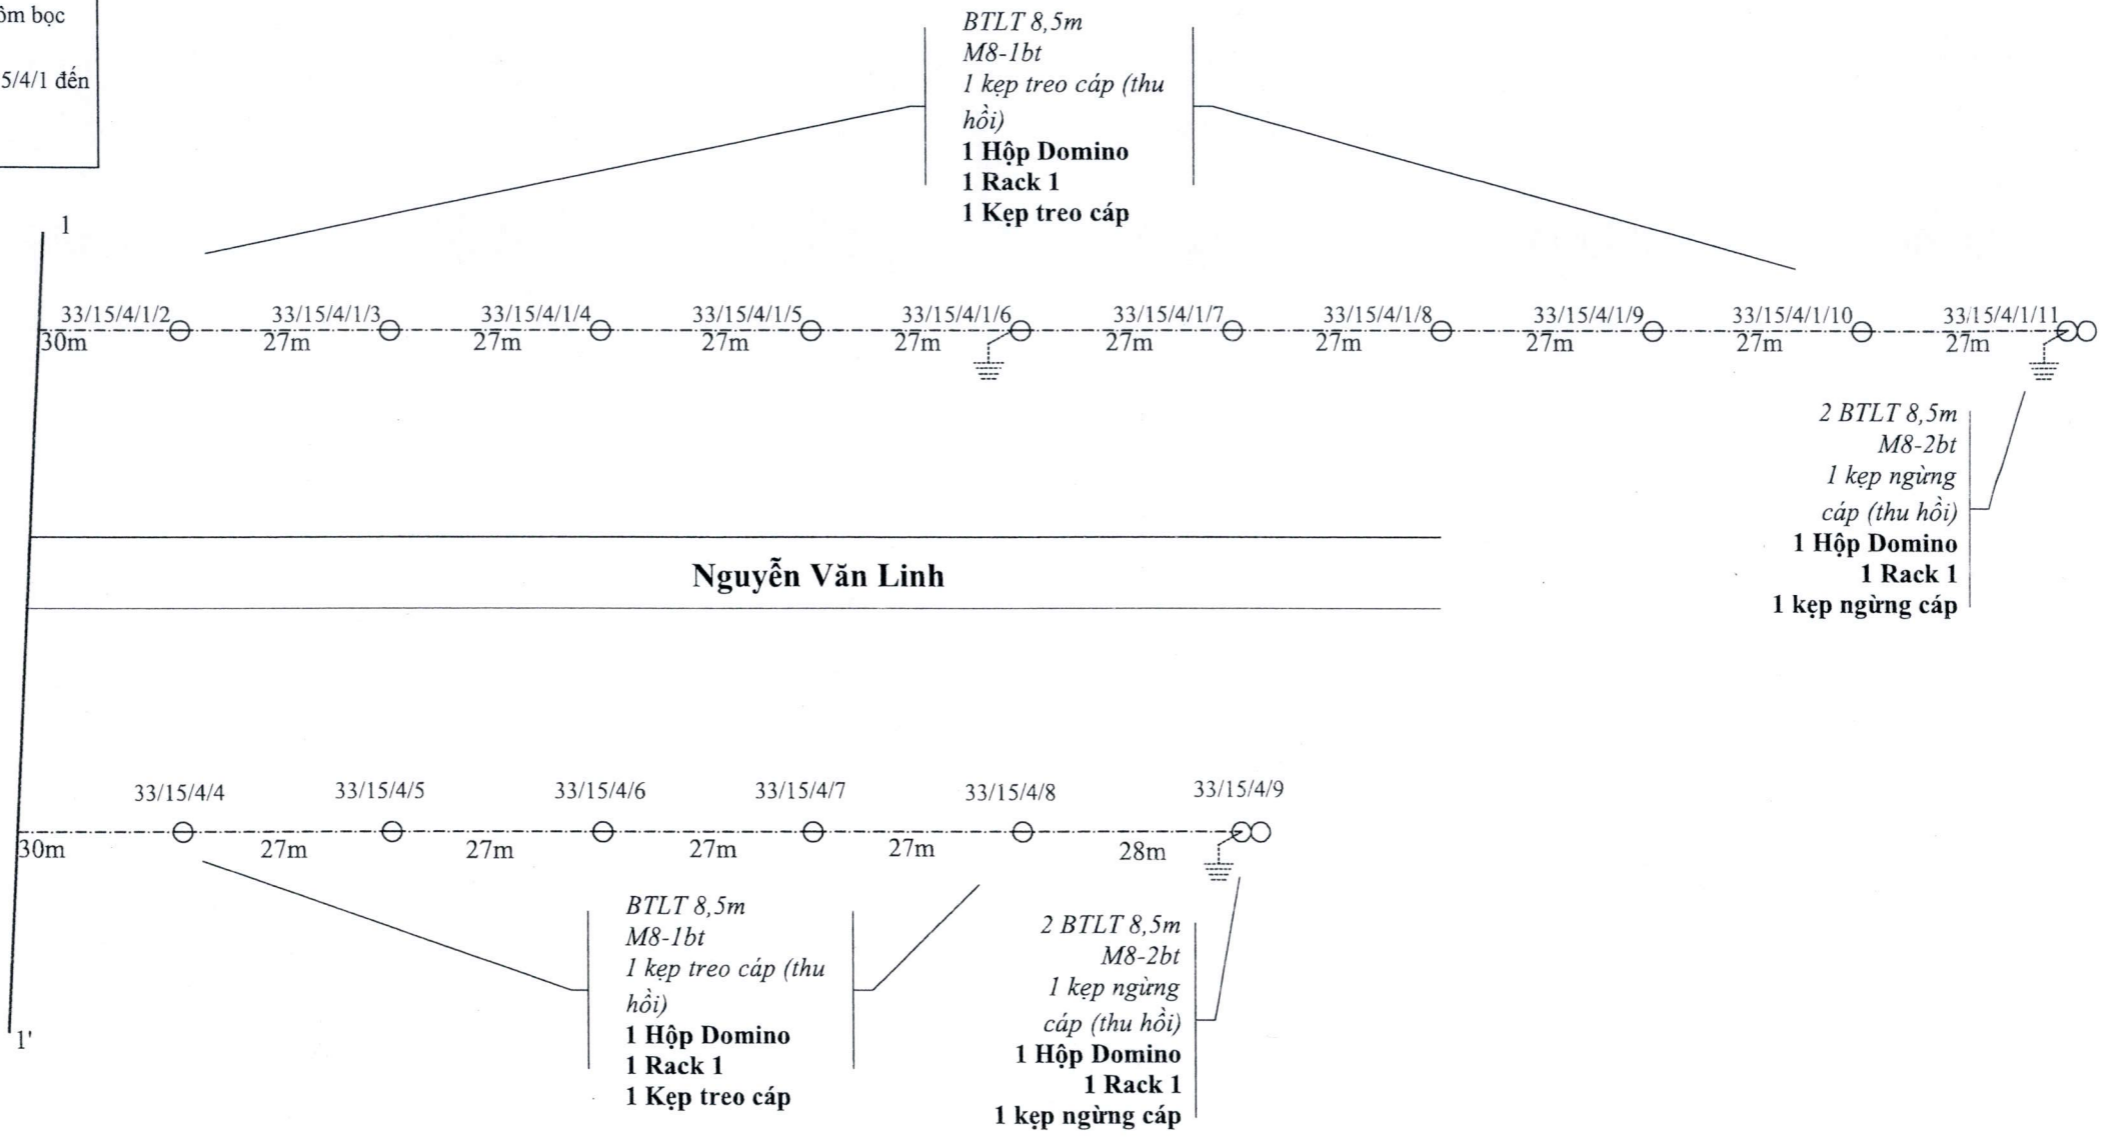 bọc
5/4/1 đến
BTLT 8,5m
M8-1bt
1 kẹp treo cáp (thu
hồi)
1 Hộp Domino
1 Rack 1
1 Kẹp treo cáp
1
33/15/4/1/2 33/15/4/1/3 33/15/4/1/4 33/15/4/1/5 33/15/4/1/6 33/15/4/1/7 33/15/4/1/8 33/15/4/1/9 33/15/4/1/10 33/15/4/1/11
30m 27m 27m 27m 27m 27m 27m 27m 27m 27m
2 BTLT 8,5m
M8-2bt
1 kẹp ngừng
cáp (thu hồi)
1 Hộp Domino
1 Rack 1
1 kẹp ngừng cáp
Nguyễn Văn Linh
33/15/4/4 33/15/4/5 33/15/4/6 33/15/4/7 33/15/4/8 33/15/4/9
30m 27m 27m 27m 27m 28m
BTLT 8,5m
M8-1bt
1 kẹp treo cáp (thu
hồi)
1 Hộp Domino
1 Rack 1
1 Kẹp treo cáp
2 BTLT 8,5m
M8-2bt
1 kẹp ngừng
cáp (thu hồi)
1 Hộp Domino
1 Rack 1
1 kẹp ngừng cáp
1'